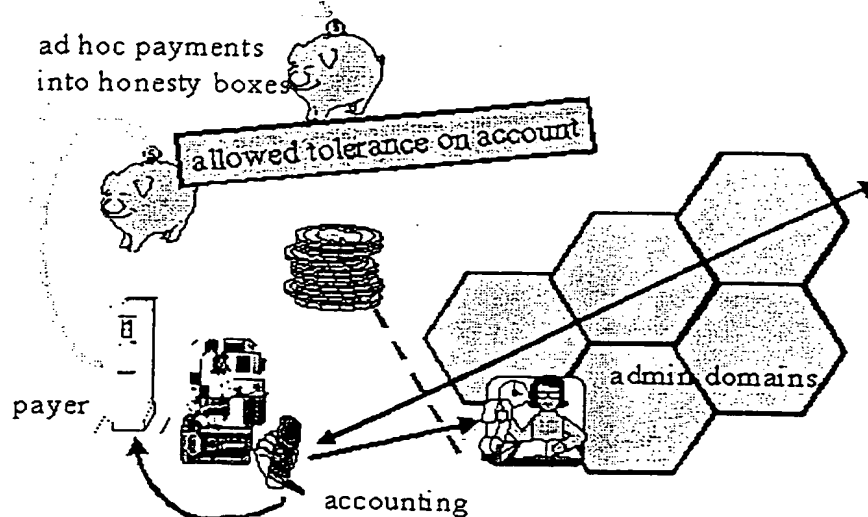 ad hoc payments
into honesty boxes
allowed tolerance on account
admin domains
payer
accounting